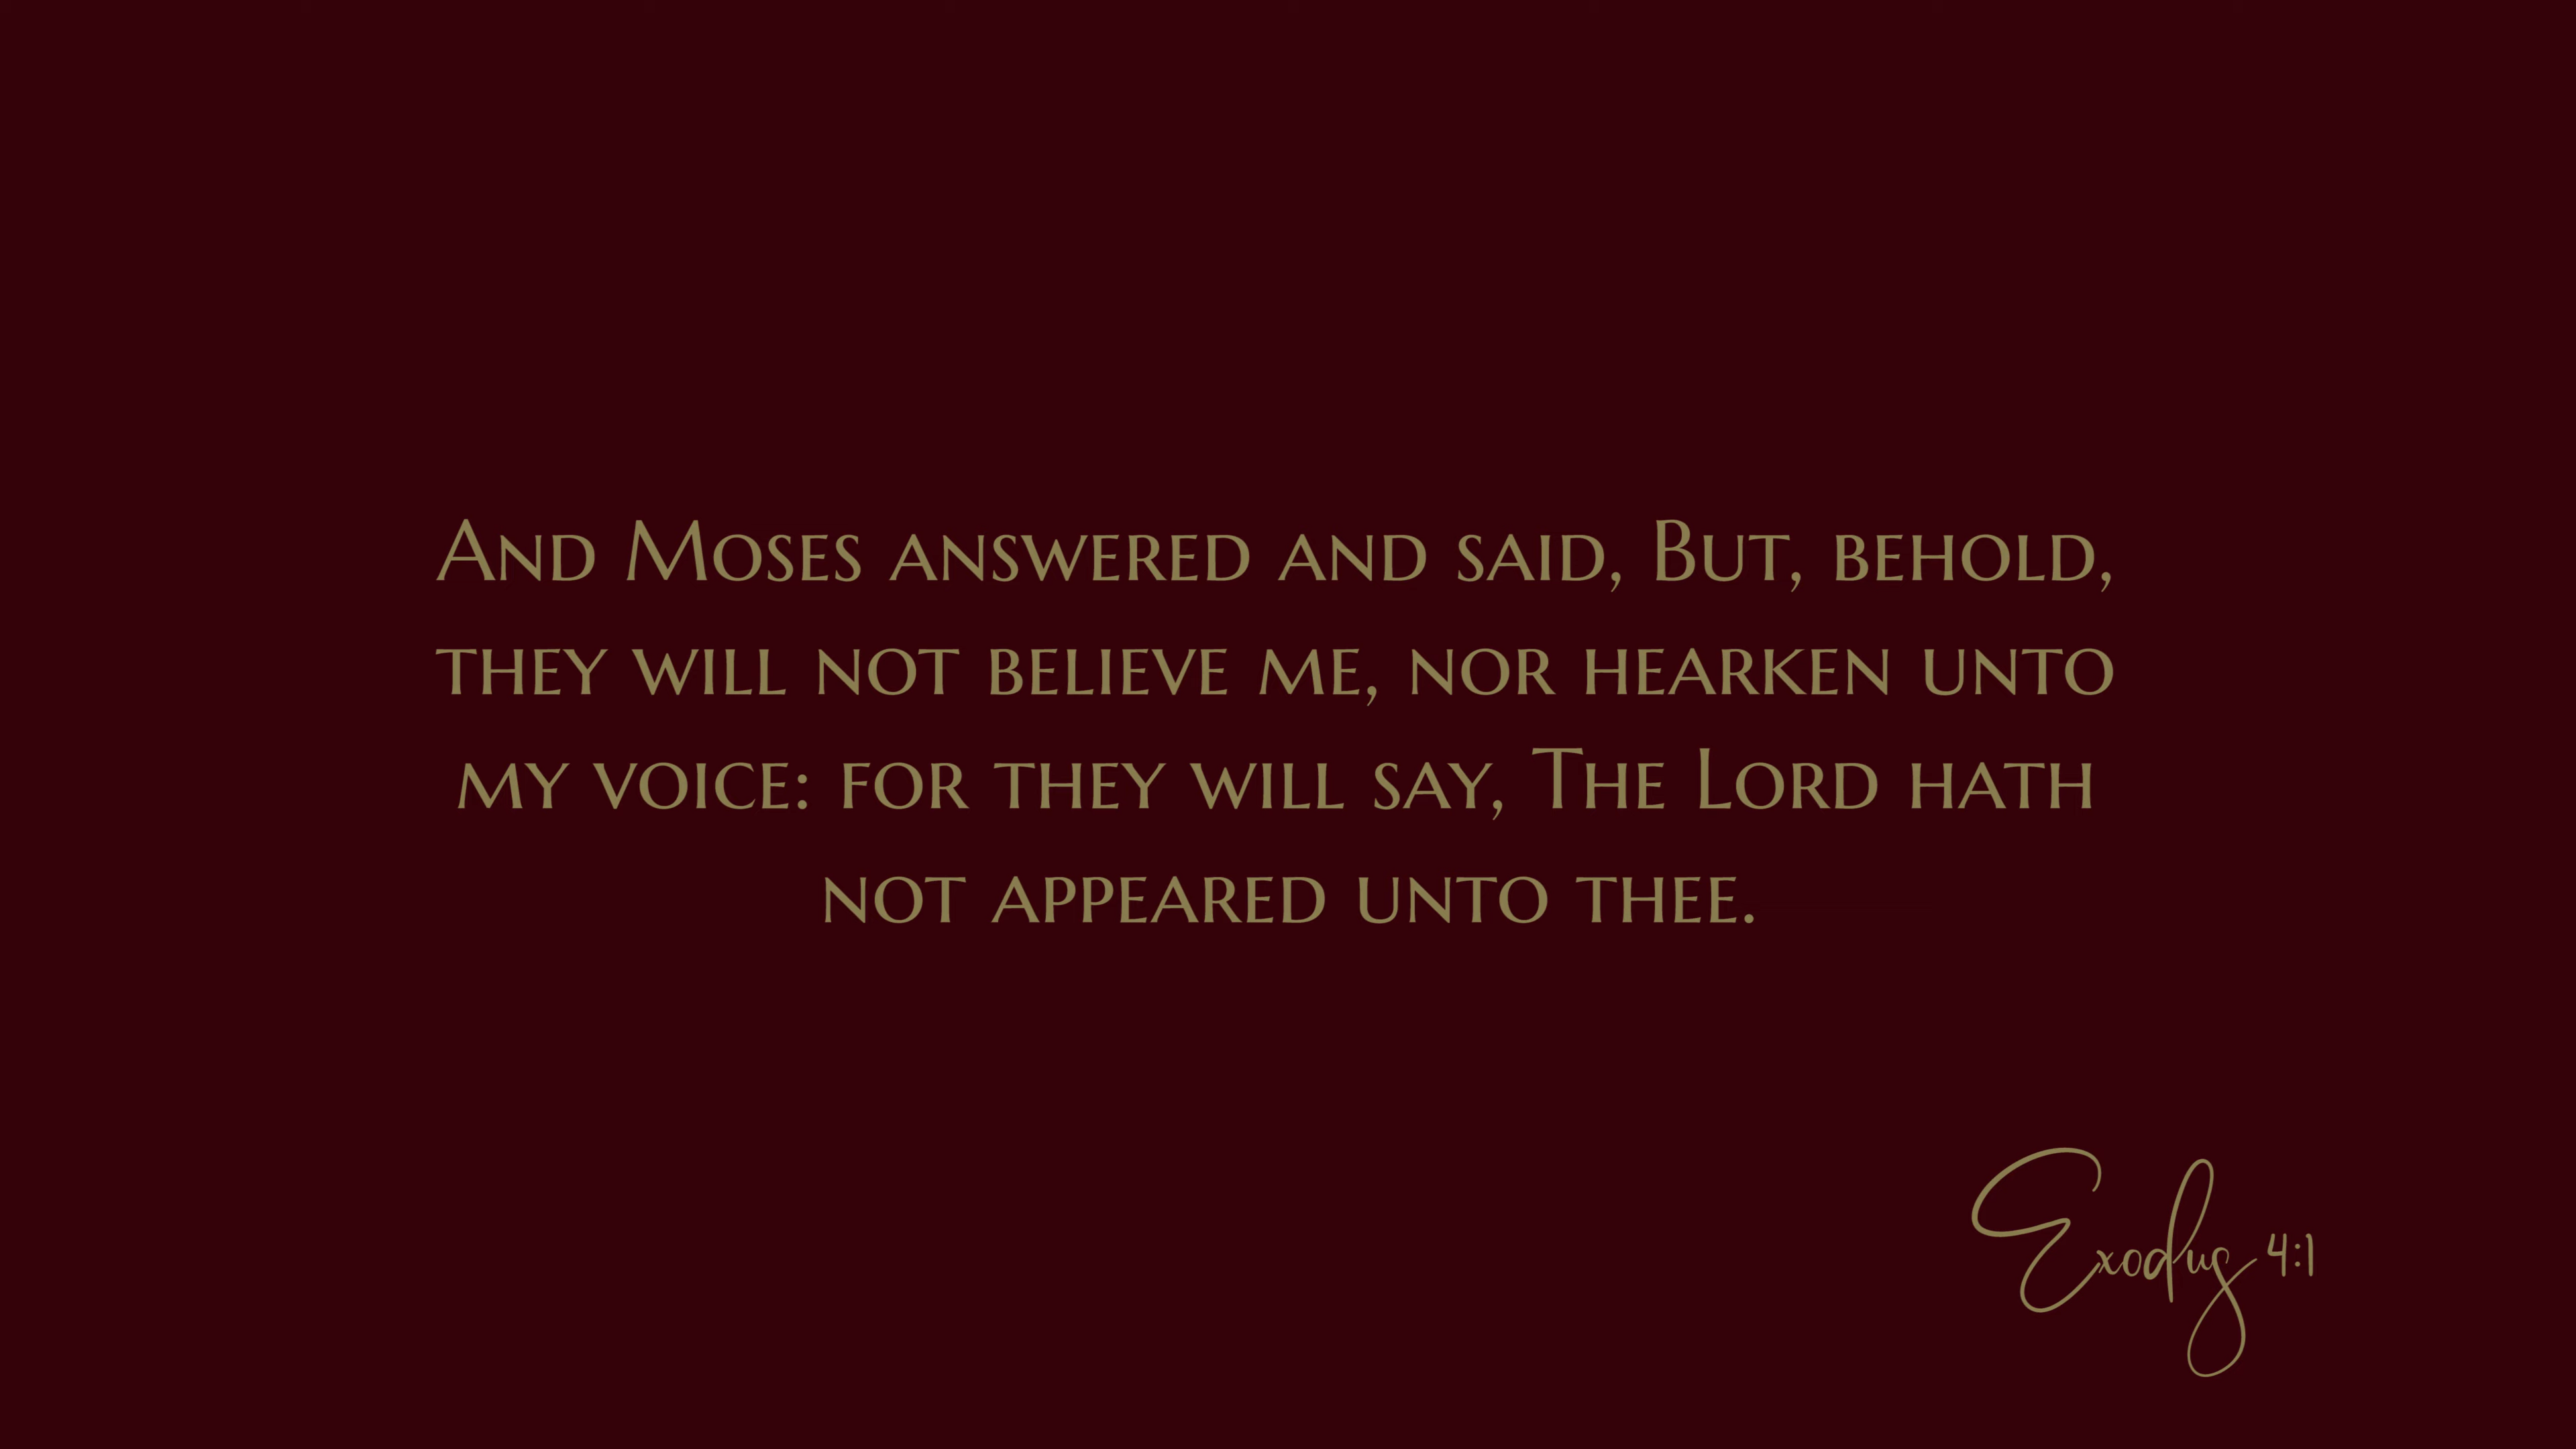 And Moses answered and said, But, behold,
they will not believe me, nor hearken unto
my voice: for they will say, The Lord hath
not appeared unto thee.
Exodus 4:1